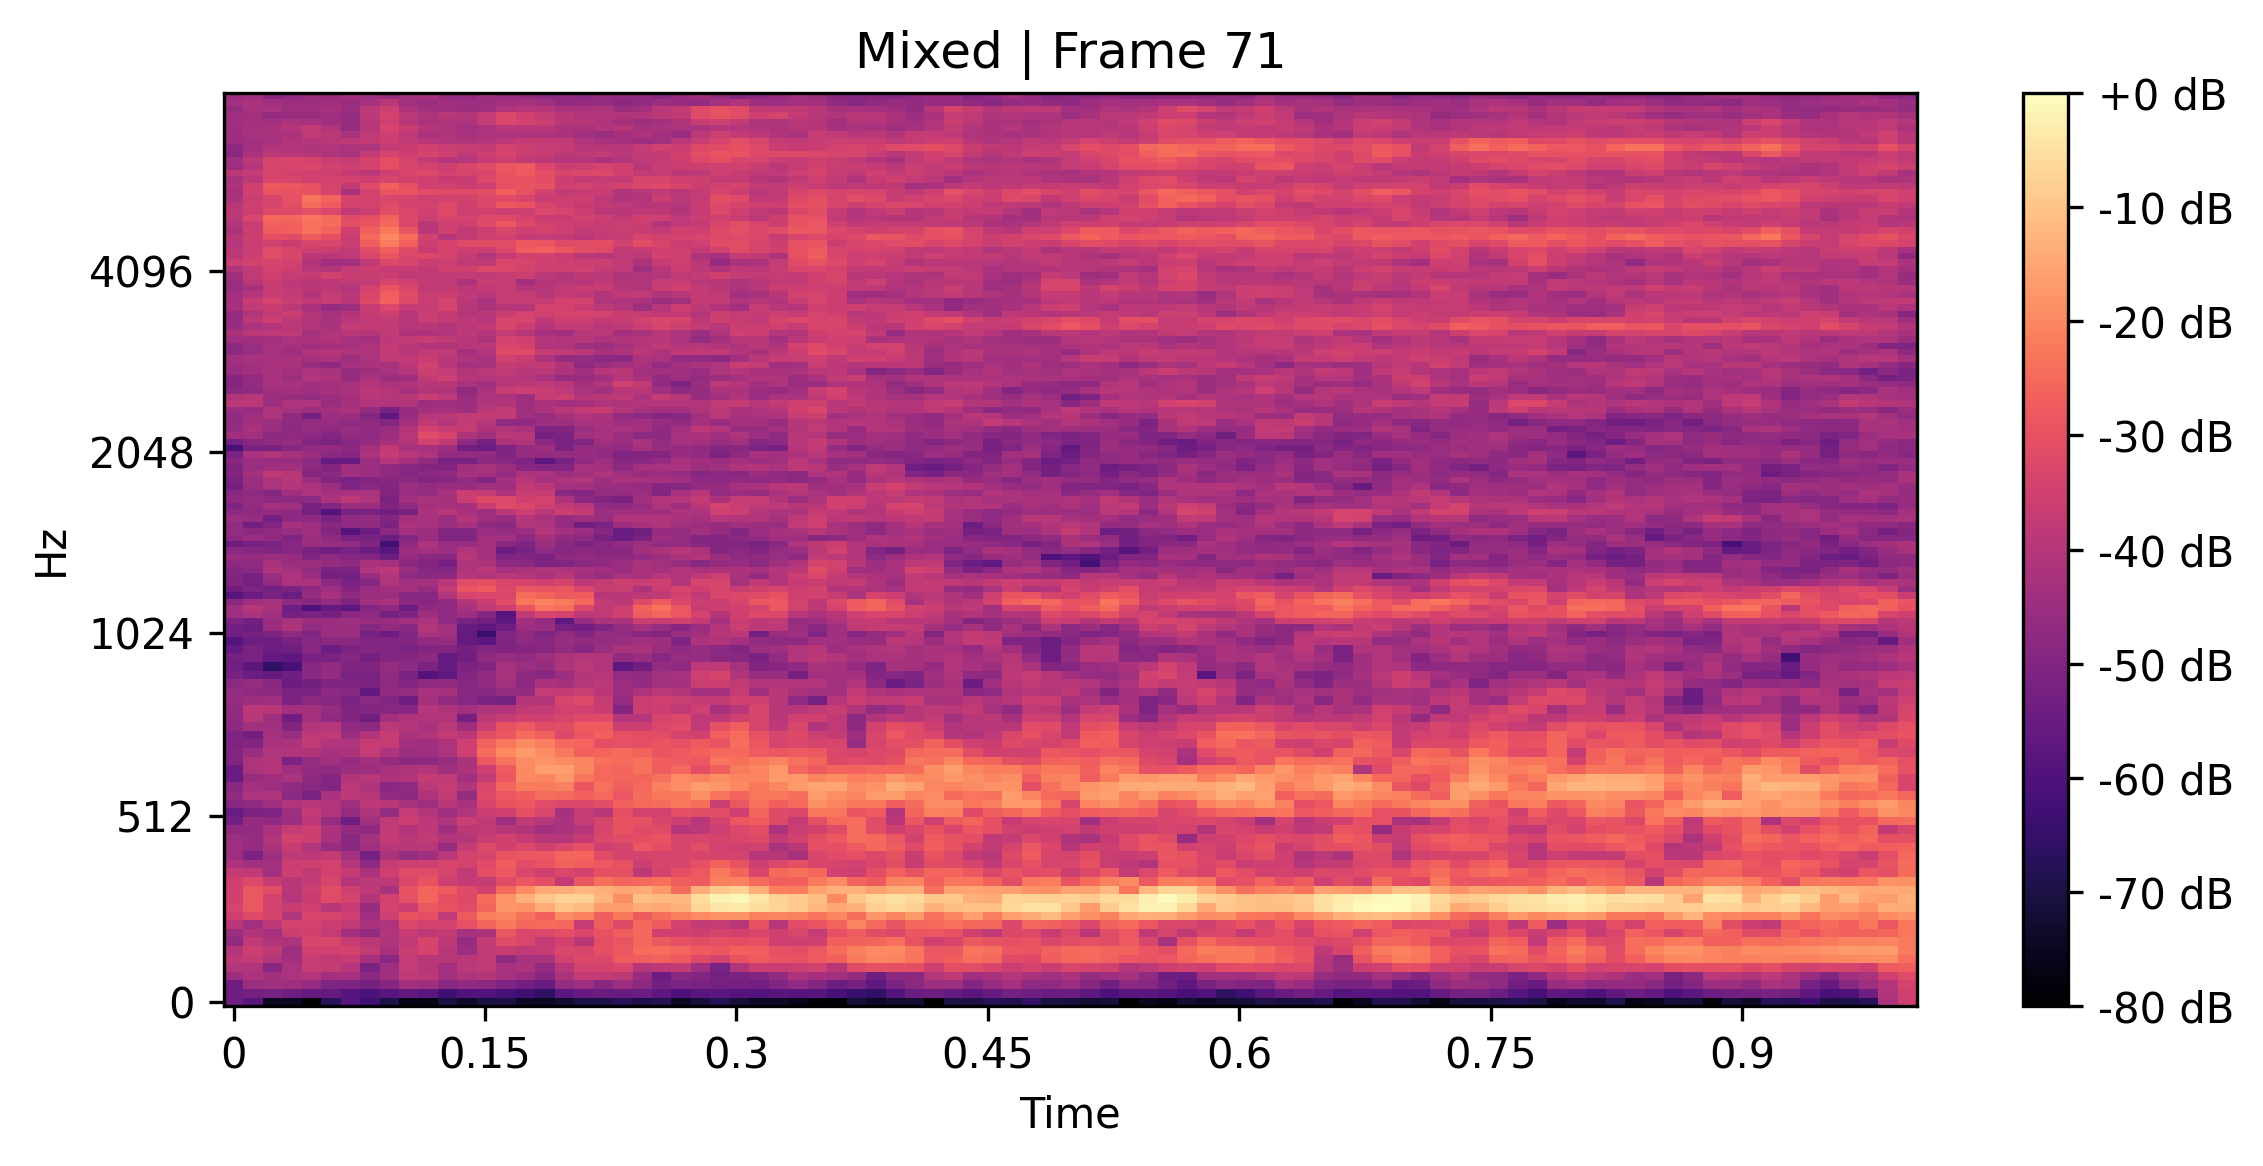 Mixed | Frame 71
+0 dB
-10 dB
-20 dB
-30 dB
-40 dB
-50 dB
-60 dB
-70 dB
-80 dB
Hz
4096
2048
1024
512
0
0 0.15 0.3 0.45 0.6 0.75 0.9
Time